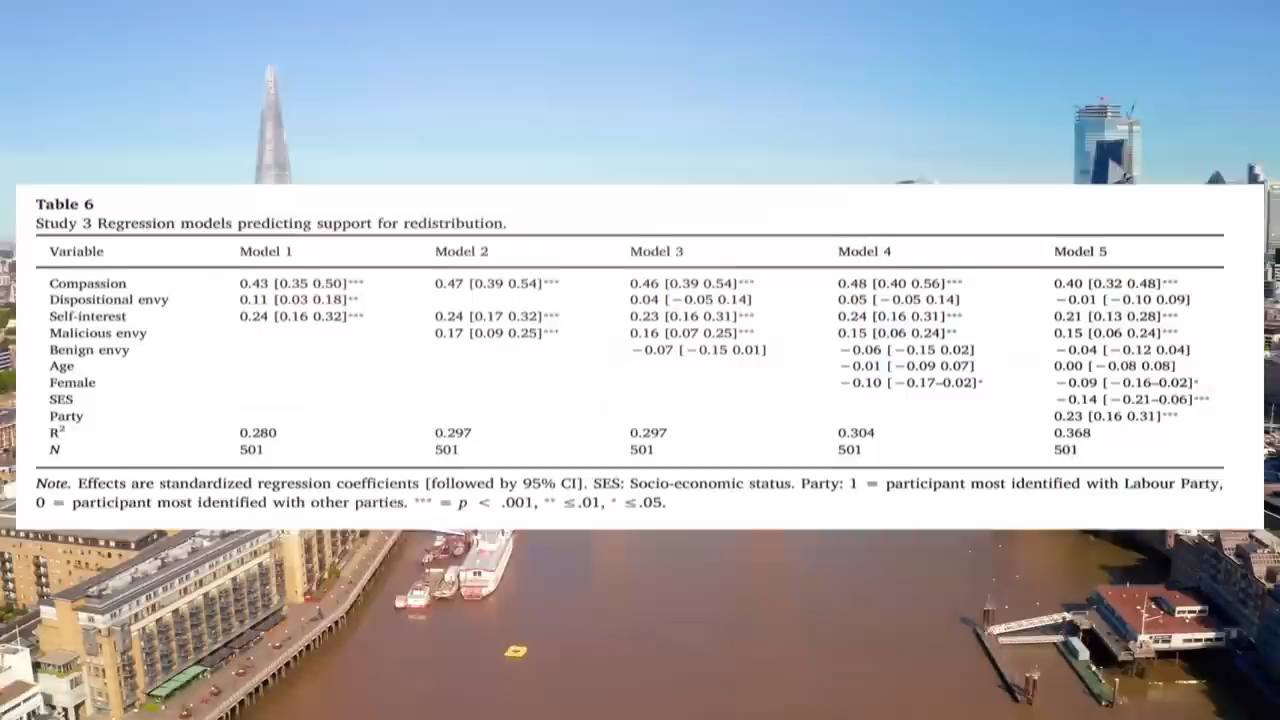 Table 6
Study 3 Regression models predicting support for redistribution.
Variable Model 1 Model 2 Model 3 Model 4 Model 5
Compassion 0.43 [0.35 0.50]*** 0.47 [0.39 0.54]*** 0.46 [0.39 0.54]*** 0.48 [0.40 0.56]*** 0.40 [0.32 0.48]***
Dispositional envy 0.11 [0.03 0.18]** 0.04 [−0.05 0.14] 0.05 [−0.05 0.14] −0.01 [−0.10 0.09]
Self-interest 0.24 [0.16 0.32]*** 0.24 [0.17 0.32]*** 0.23 [0.16 0.31]*** 0.24 [0.16 0.31]*** 0.21 [0.13 0.28]***
Malicious envy 0.17 [0.09 0.25]*** 0.16 [0.07 0.25]*** 0.15 [0.06 0.24]** 0.15 [0.06 0.24]***
Benign envy −0.07 [−0.15 0.01] −0.06 [−0.15 0.02] −0.04 [−0.12 0.04]
Age −0.01 [−0.09 0.07] 0.00 [−0.08 0.08]
Female −0.10 [−0.17–0.02]* −0.09 [−0.16–0.02]*
SES −0.14 [−0.21–0.06]***
Party 0.23 [0.16 0.31]***
R² 0.280 0.297 0.297 0.304 0.368
N 501 501 501 501 501
Note. Effects are standardized regression coefficients [followed by 95% CI]. SES: Socio-economic status. Party: 1 = participant most identified with Labour Party,
0 = participant most identified with other parties. *** = p < .001, ** ≤.01, * ≤.05.